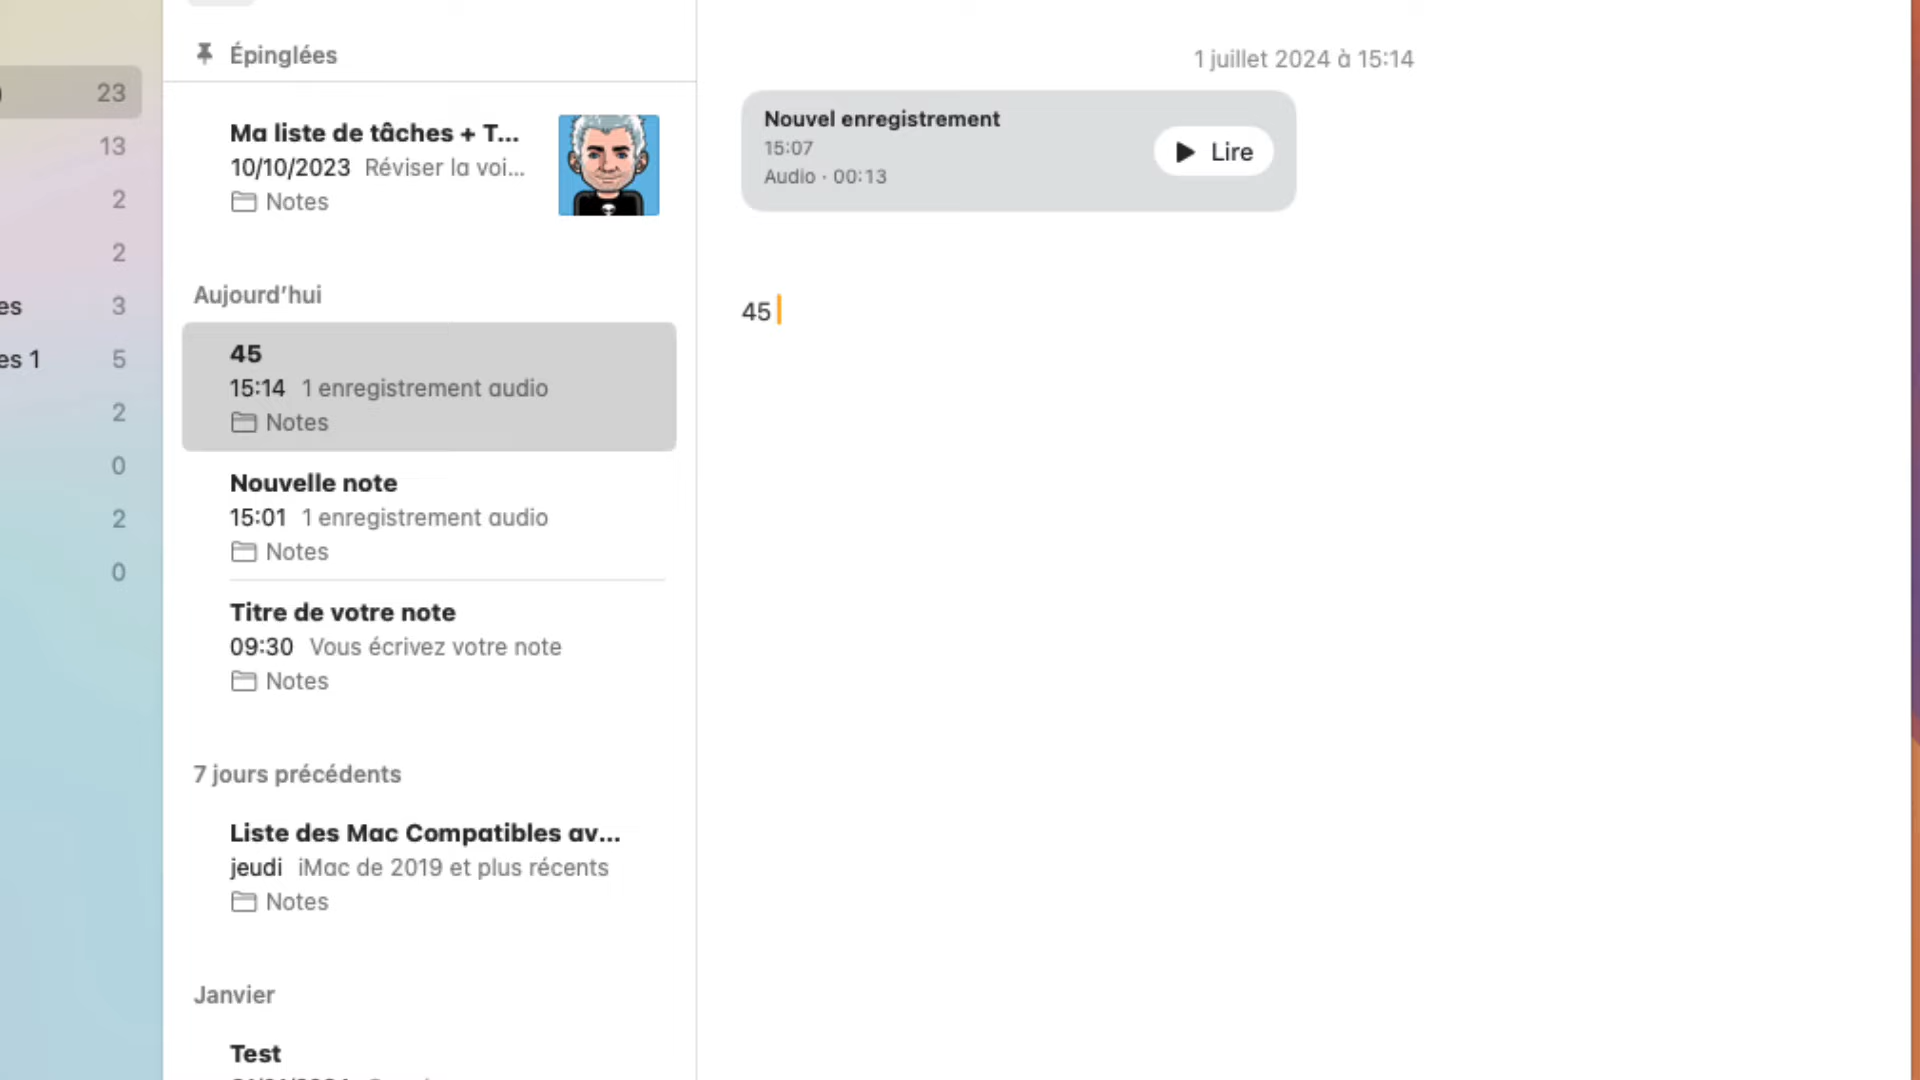 23
13
2
2
es 3
es 1 5
2
0
2
0
Épinglées
Ma liste de tâches + T...
10/10/2023 Réviser la voi...
Notes
Aujourd’hui
45
15:14 1 enregistrement audio
Notes
Nouvelle note
15:01 1 enregistrement audio
Notes
Titre de votre note
09:30 Vous écrivez votre note
Notes
7 jours précédents
Liste des Mac Compatibles av...
jeudi iMac de 2019 et plus récents
Notes
Janvier
Test
1 juillet 2024 à 15:14
Nouvel enregistrement
15:07
Audio · 00:13
Lire
45